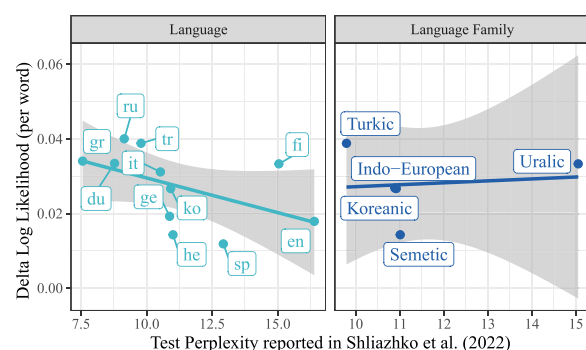 Language
Language Family
Delta Log Likelihood (per word)
0.06
0.04
0.02
0.00
ru
gr
tr
it
fi
du
ge
ko
he
sp
en
Turkic
Indo−European
Uralic
Koreanic
Semetic
7.5 10.0 12.5 15.0
10 11 12 13 14 15
Test Perplexity reported in Shliazhko et al. (2022)